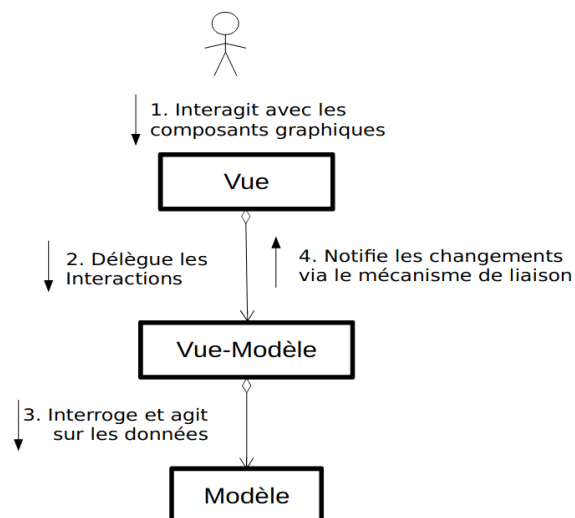 1. Interagit avec les
composants graphiques
Vue
2. Délègue les
Interactions
4. Notifie les changements
via le mécanisme de liaison
Vue-Modèle
3. Interroge et agit
sur les données
Modèle